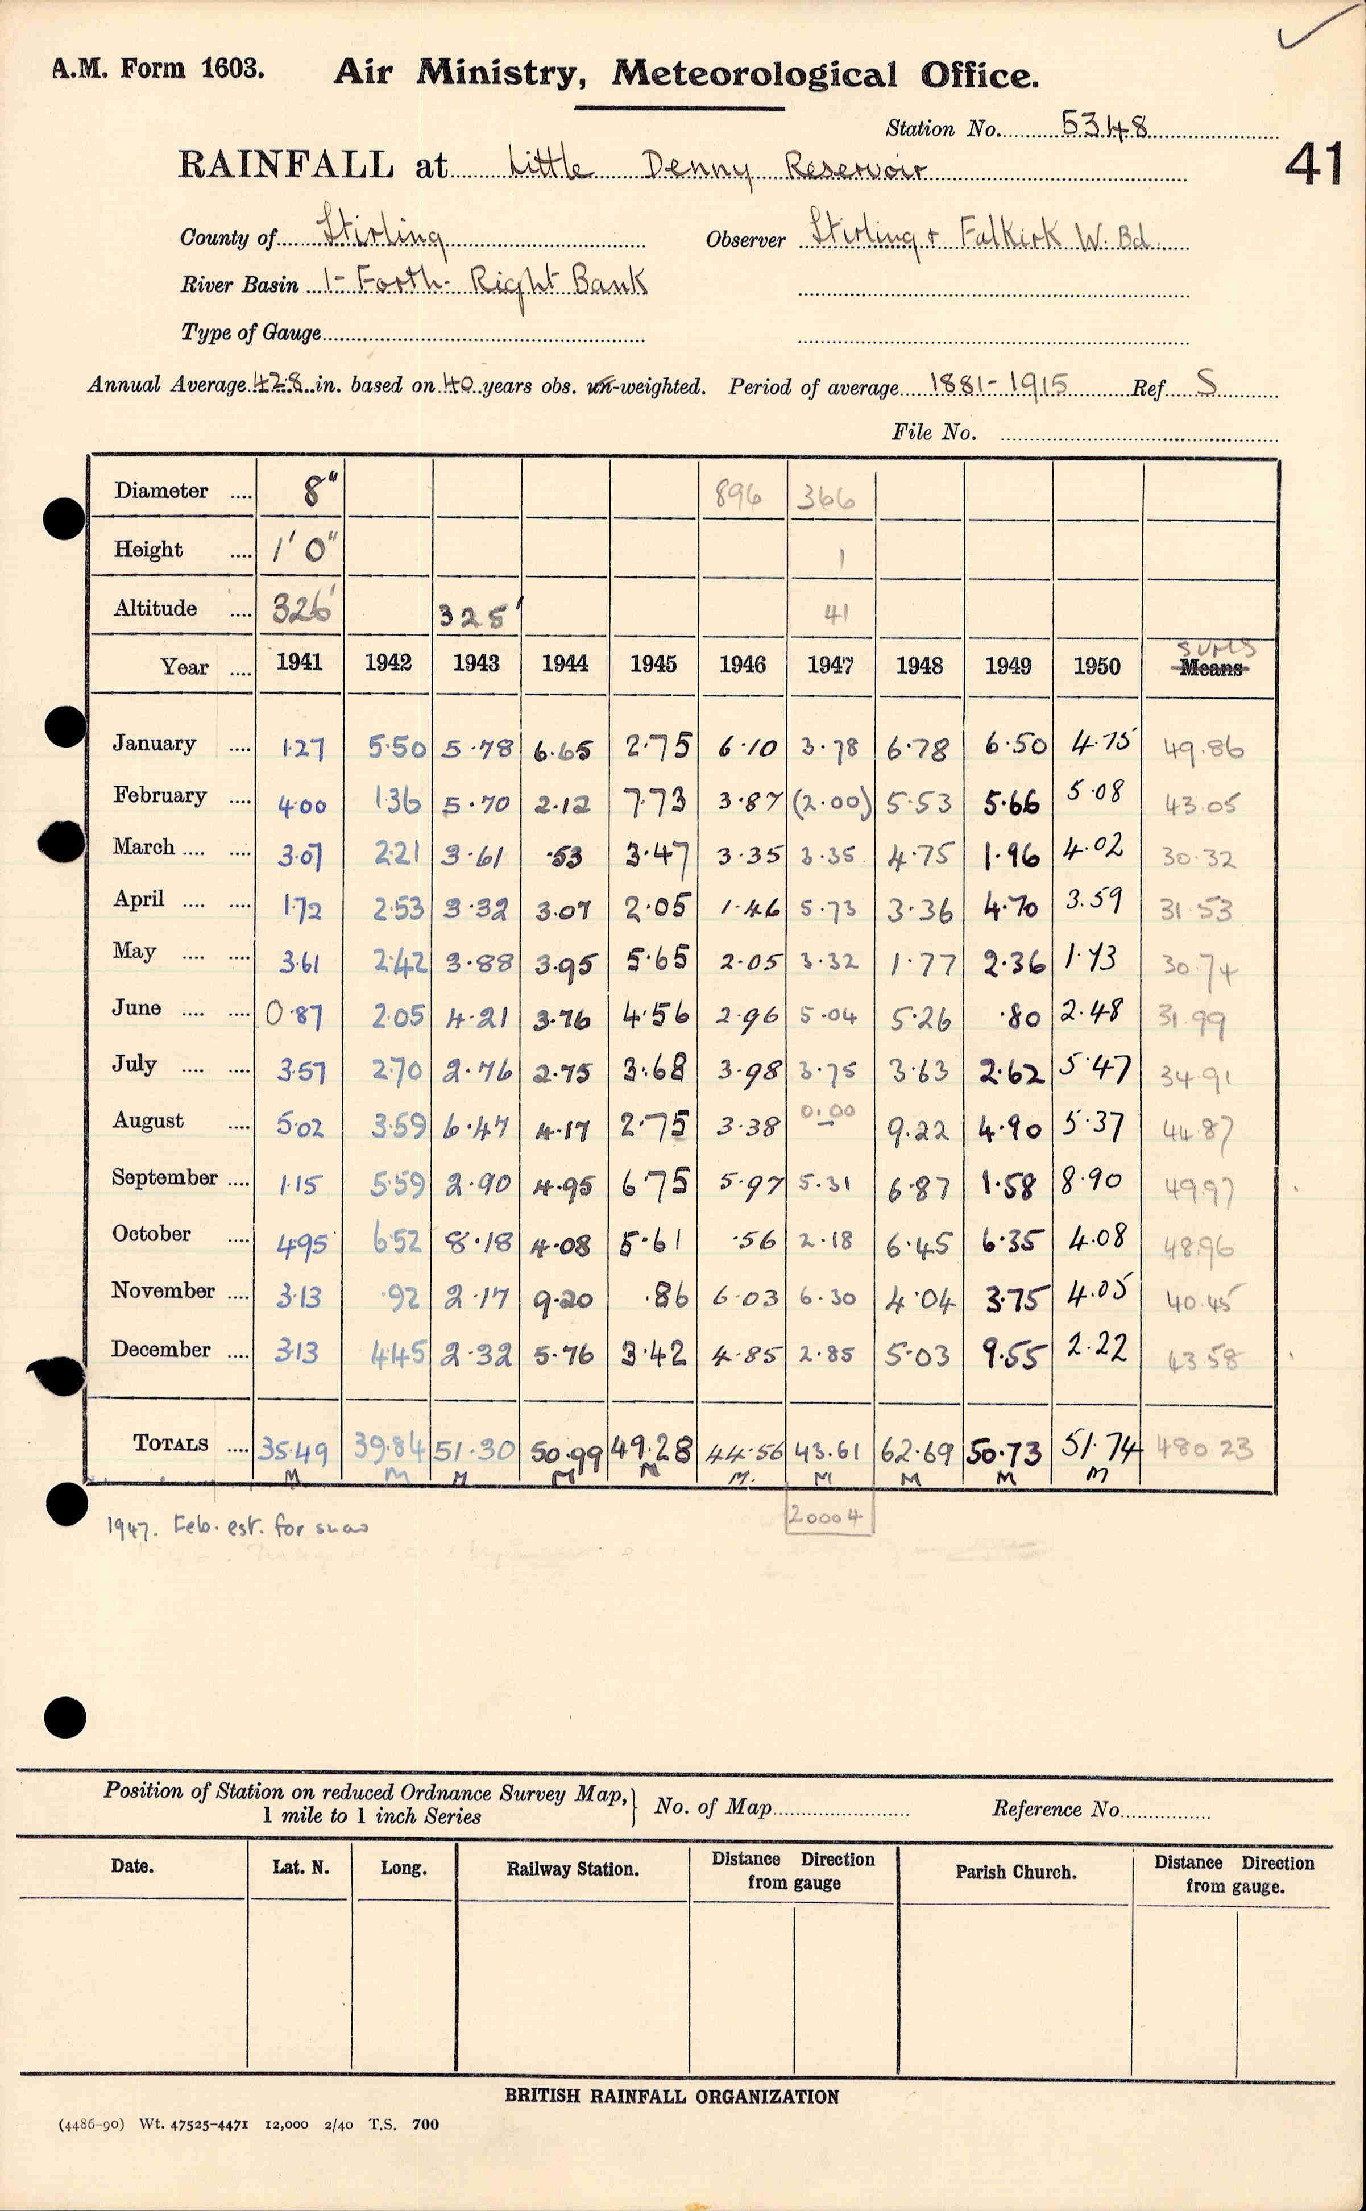 A.M. Form 1603. Air Ministry, Meteorological Office.
Station No. 5348
41
RAINFALL at Little Denny Reservoir
County of Stirling Observer Stirling & Falkirk W. Bd.
River Basin 1- Forth- Right Bank
Type of Gauge
Annual Average 42.8 in. based on 40 years obs. un-weighted. Period of average 1881-1915 Ref. S
File No.
Diameter 8" 896 366
Height 1' 0" 1
Altitude 326' 325' 41
Year 1941 1942 1943 1944 1945 1946 1947 1948 1949 1950 SUMS Means
January 1.27 5.50 5.78 6.65 2.75 6.10 3.78 6.78 6.50 4.75 49.86
February 4.00 1.36 5.70 2.12 7.73 3.87 (2.00) 5.53 5.66 5.08 43.05
March 3.07 2.21 3.61 .53 3.47 3.35 3.35 4.75 1.96 4.02 30.32
April 1.72 2.53 3.32 3.07 2.05 1.46 5.73 3.36 4.70 3.59 31.53
May 3.61 2.42 3.88 3.95 5.65 2.05 3.32 1.77 2.36 1.73 30.74
June 0.87 2.05 4.21 3.76 4.56 2.96 5.04 5.26 .80 2.48 31.99
July 3.57 2.70 2.76 2.75 3.68 3.98 3.75 3.63 2.62 5.47 34.91
August 5.02 3.59 6.47 4.17 2.75 3.38 0.00 9.22 4.90 5.37 44.87
September 1.15 5.59 2.90 4.95 6.75 5.97 5.31 6.87 1.58 8.90 49.97
October 4.95 6.52 8.18 4.08 5.61 .56 2.18 6.45 6.35 4.08 48.96
November 3.13 .92 2.17 9.20 .86 6.03 6.30 4.04 3.75 4.05 40.45
December 3.13 4.45 2.32 5.76 3.42 4.85 2.85 5.03 9.55 2.22 43.58
TOTALS 35.49 39.84 51.30 50.99 49.28 44.56 43.61 62.69 50.73 51.74 480.23
M M M M M M. M M M M
20004
1947. Feb. est. for snow
Position of Station on reduced Ordnance Survey Map, 1 mile to 1 inch Series
No. of Map Reference No.
Date. Lat. N. Long. Railway Station. Distance Direction from gauge Parish Church. Distance Direction from gauge.
BRITISH RAINFALL ORGANIZATION
(4486-90) Wt. 47525-4471 12,000 2/40 T.S. 700